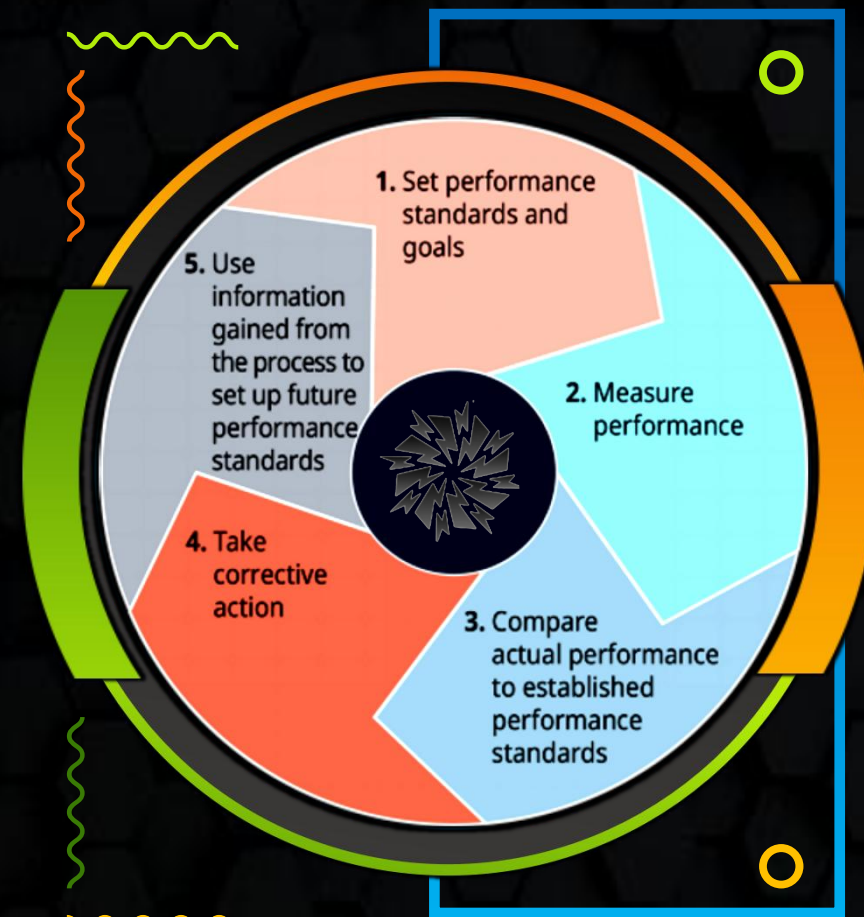 1. Set performance
standards and
goals
2. Measure
performance
3. Compare
actual performance
to established
performance
standards
4. Take
corrective
action
5. Use
information
gained from
the process to
set up future
performance
standards